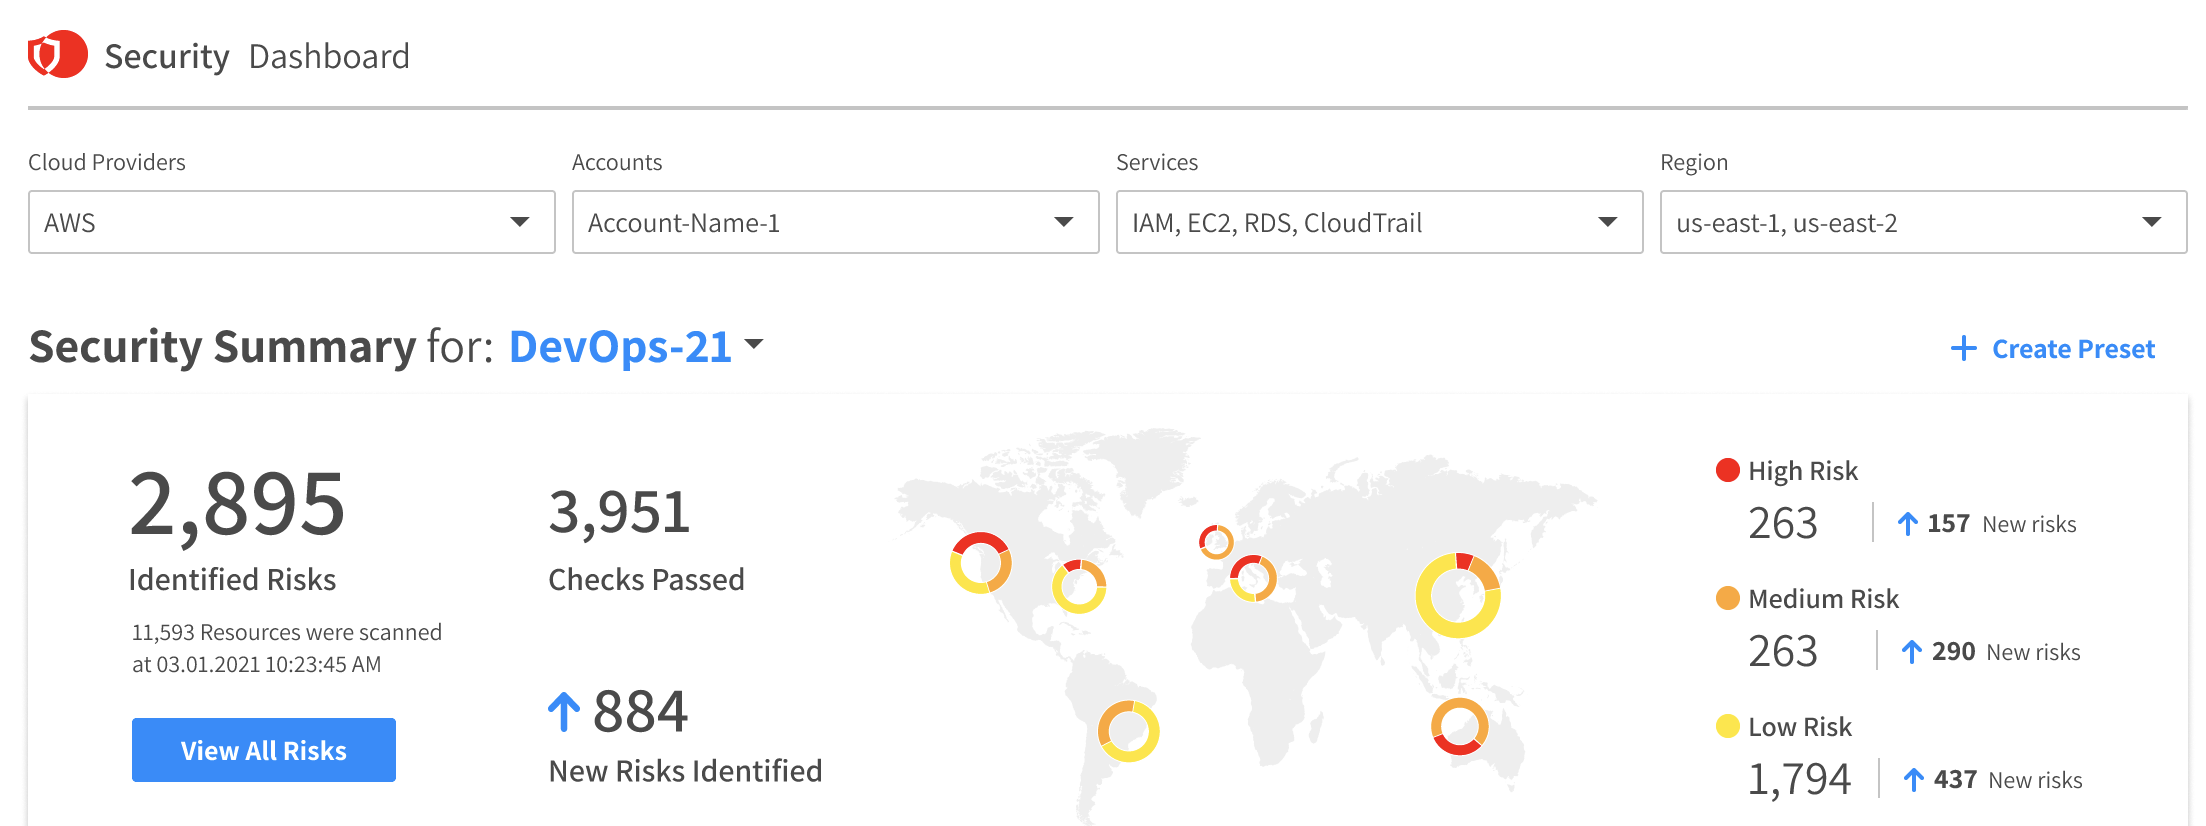 Security Dashboard
Cloud Providers
AWS
Accounts
Account-Name-1
Services
IAM, EC2, RDS, CloudTrail
Region
us-east-1, us-east-2
Security Summary for: DevOps-21
+ Create Preset
2,895
Identified Risks
11,593 Resources were scanned
at 03.01.2021 10:23:45 AM
View All Risks
3,951
Checks Passed
884
New Risks Identified
High Risk
263
157 New risks
Medium Risk
263
290 New risks
Low Risk
1,794
437 New risks